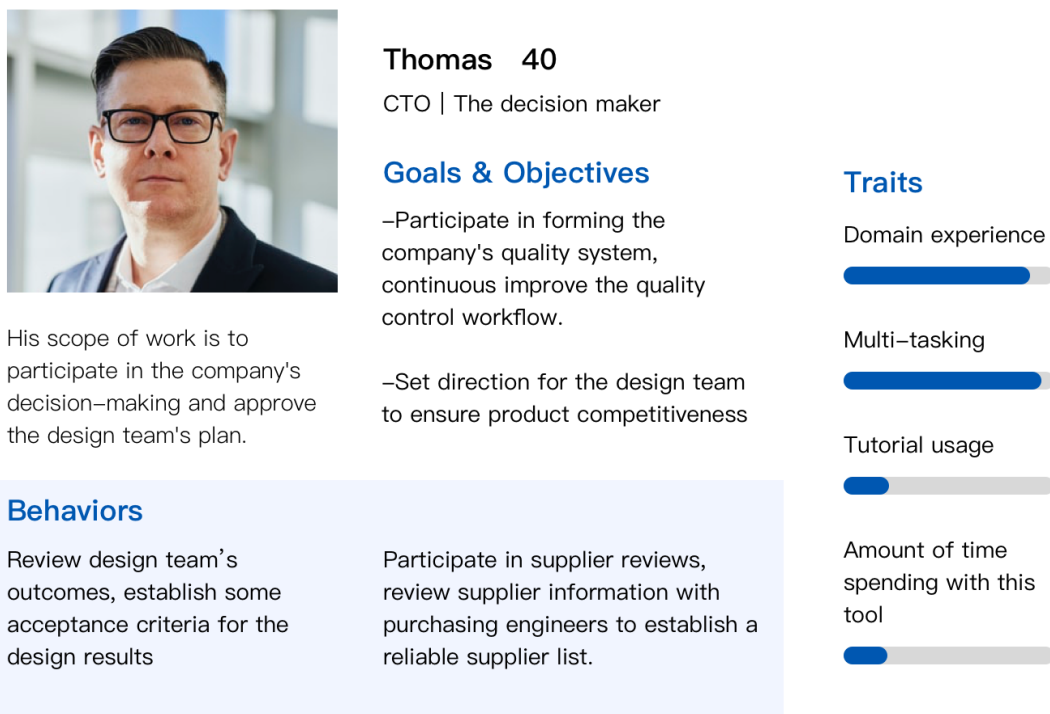 Thomas 40
CTO | The decision maker
His scope of work is to
participate in the company's
decision–making and approve
the design team's plan.
Goals & Objectives
–Participate in forming the
company's quality system,
continuous improve the quality
control workflow.
–Set direction for the design team
to ensure product competitiveness
Behaviors
Review design team’s
outcomes, establish some
acceptance criteria for the
design results
Participate in supplier reviews,
review supplier information with
purchasing engineers to establish a
reliable supplier list.
Traits
Domain experience
Multi–tasking
Tutorial usage
Amount of time
spending with this
tool